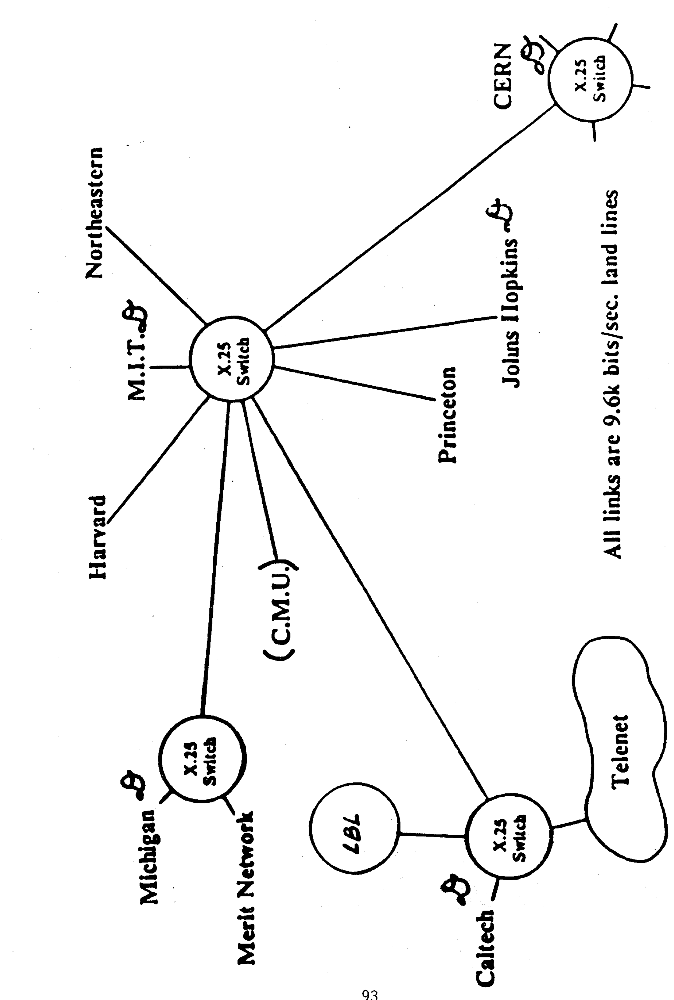 Harvard
M.I.T.
Northeastern
Michigan
X.25
Switch
Merit Network
X.25
Switch
(C.M.U.)
LBL
Princeton
CERN
Caltech
X.25
Switch
Johns Hopkins
X.25
Switch
Telenet
All links are 9.6k bits/sec. land lines
93